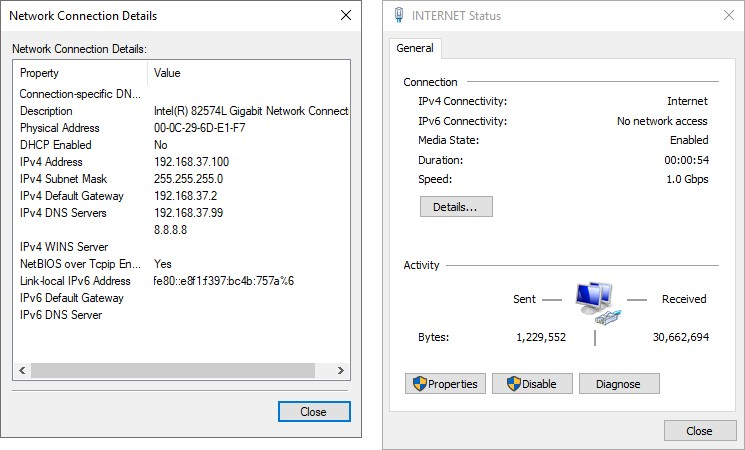 Network Connection Details
Network Connection Details:
Property Value
Connection-specific DN...
Description Intel(R) 82574L Gigabit Network Connect
Physical Address 00-0C-29-6D-E1-F7
DHCP Enabled No
IPv4 Address 192.168.37.100
IPv4 Subnet Mask 255.255.255.0
IPv4 Default Gateway 192.168.37.2
IPv4 DNS Servers 192.168.37.99
8.8.8.8
IPv4 WINS Server
NetBIOS over Tcpip En... Yes
Link-local IPv6 Address fe80::e8f1:f397:bc4b:757a%6
IPv6 Default Gateway
IPv6 DNS Server
Close
INTERNET Status
General
Connection
IPv4 Connectivity: Internet
IPv6 Connectivity: No network access
Media State: Enabled
Duration: 00:00:54
Speed: 1.0 Gbps
Details...
Activity
Sent Received
Bytes: 1,229,552 30,662,694
Properties Disable Diagnose
Close